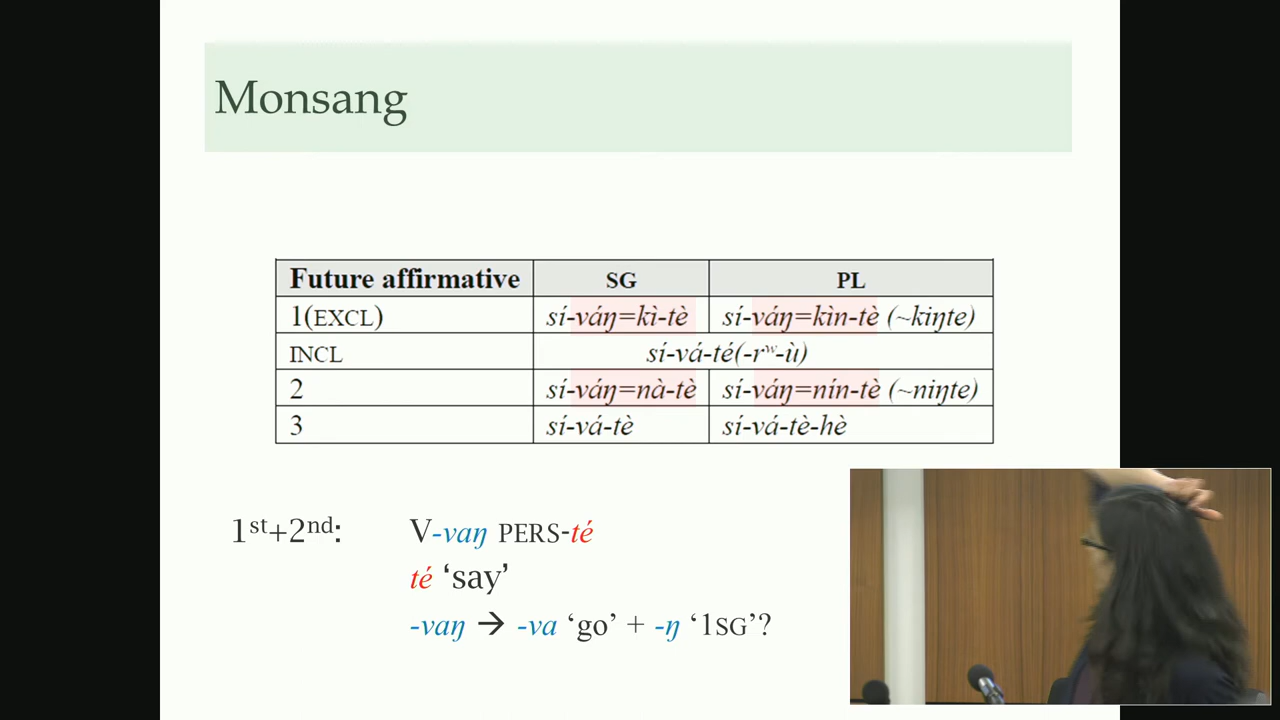 Monsang
Future affirmative SG PL
1(EXCL) sí-váŋ=kì-tè sí-váŋ=kìn-tè (~kiŋte)
INCL sí-vá-té(-rʷ-ù)
2 sí-váŋ=nà-tè sí-váŋ=nín-tè (~niŋte)
3 sí-vá-tè sí-vá-tè-hè
1st+2nd: V-vaŋ PERS-té
té ‘say’
-vaŋ → -va ‘go’ + -ŋ ‘1SG’?